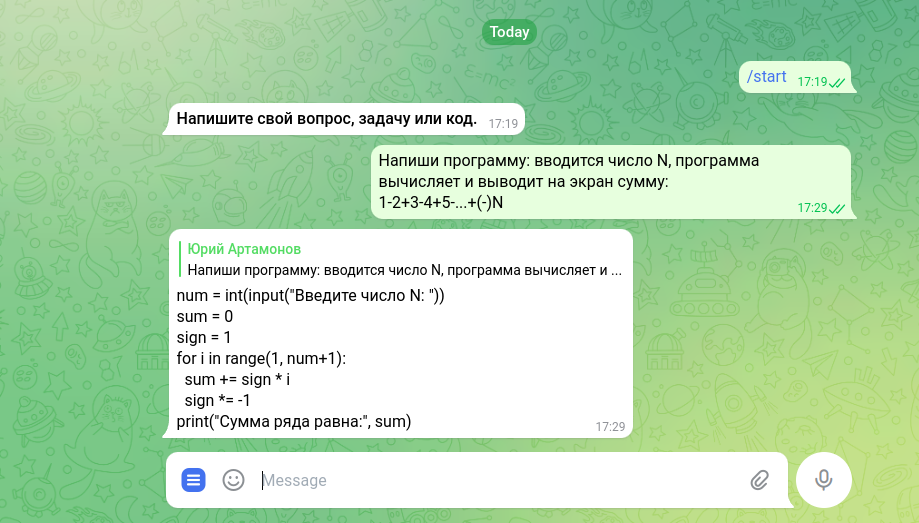 Today
/start 17:19
Напишите свой вопрос, задачу или код. 17:19
Напиши программу: вводится число N, программа
вычисляет и выводит на экран сумму:
1-2+3-4+5-...+(-)N 17:29
Юрий Артамонов
Напиши программу: вводится число N, программа вычисляет и ...
num = int(input("Введите число N: "))
sum = 0
sign = 1
for i in range(1, num+1):
  sum += sign * i
  sign *= -1
print("Сумма ряда равна:", sum) 17:29
Message